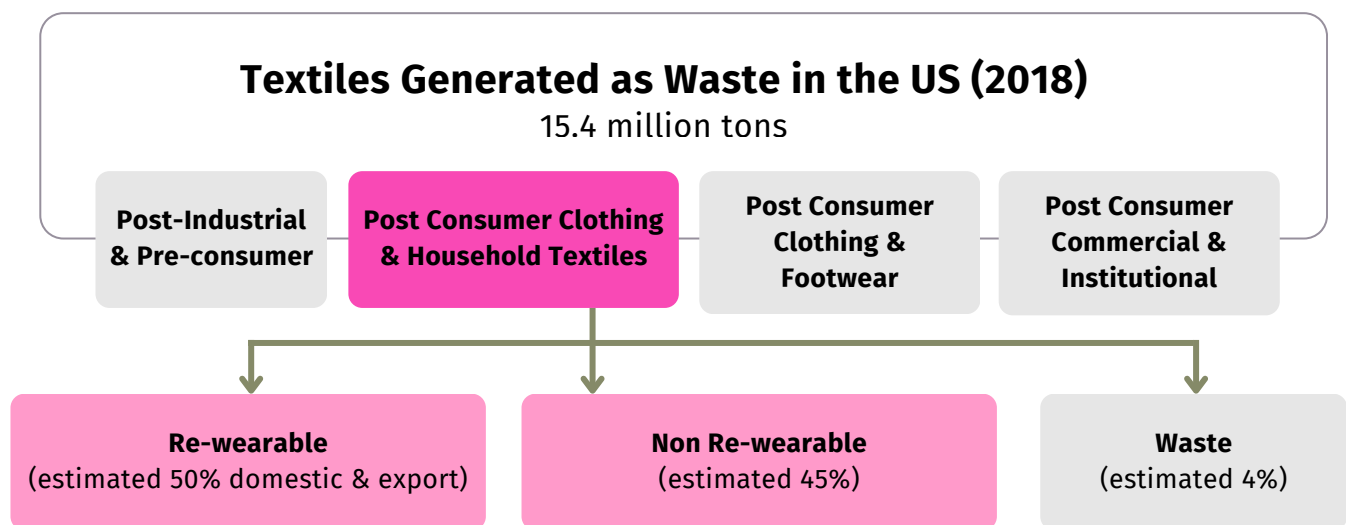 Textiles Generated as Waste in the US (2018)
15.4 million tons
Post-Industrial
& Pre-consumer
Post Consumer Clothing
& Household Textiles
Post Consumer
Clothing &
Footwear
Post Consumer
Commercial &
Institutional
Re-wearable
(estimated 50% domestic & export)
Non Re-wearable
(estimated 45%)
Waste
(estimated 4%)